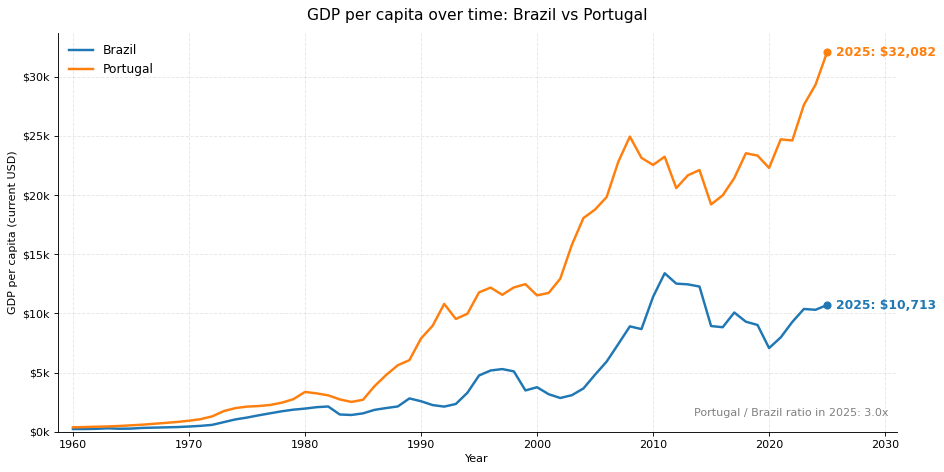 GDP per capita over time: Brazil vs Portugal
Brazil
Portugal
2025: $32,082
2025: $10,713
Portugal / Brazil ratio in 2025: 3.0x
GDP per capita (current USD)
$30k
$25k
$20k
$15k
$10k
$5k
$0k
1960 1970 1980 1990 2000 2010 2020 2030
Year